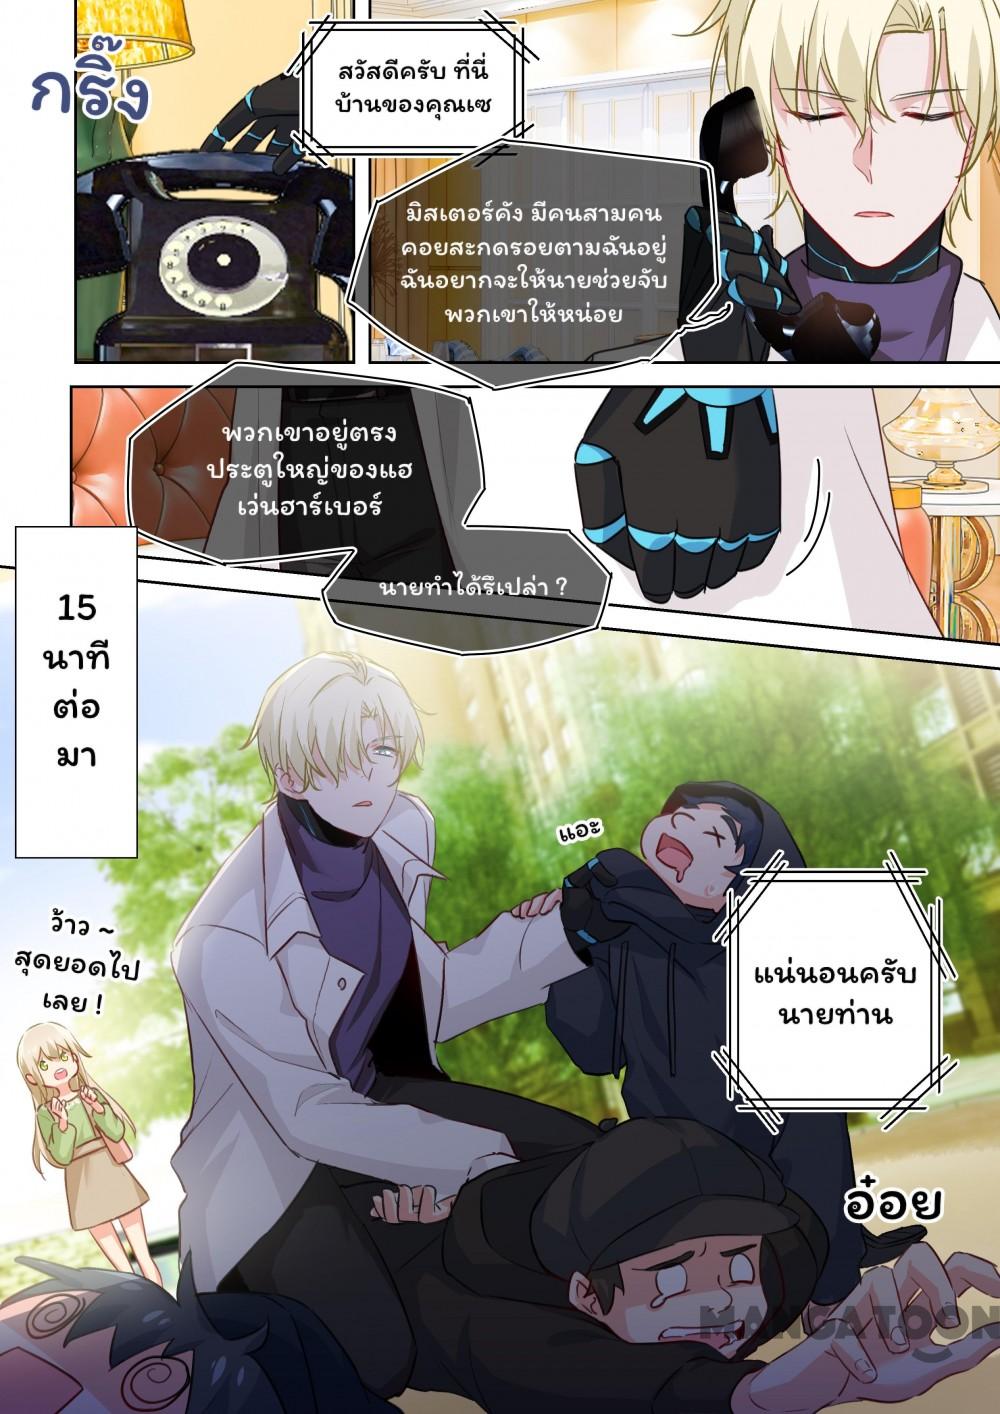 กริ๊ง
สวัสดีครับ ที่นี่
บ้านของคุณเซ
มิสเตอร์คัง มีคนสามคน
คอยสะกดรอยตามฉันอยู่
ฉันอยากจะให้นายช่วยจับ
พวกเขาให้หน่อย
พวกเขาอยู่ตรง
ประตูใหญ่ของแฮ
เว่นฮาร์เบอร์
นายทำได้รึเปล่า ?
15
นาที
ต่อ
มา
แอะ
แน่นอนครับ
นายท่าน
ว้าว ~
สุดยอดไป
เลย !
อ๋อย
MANGATOON